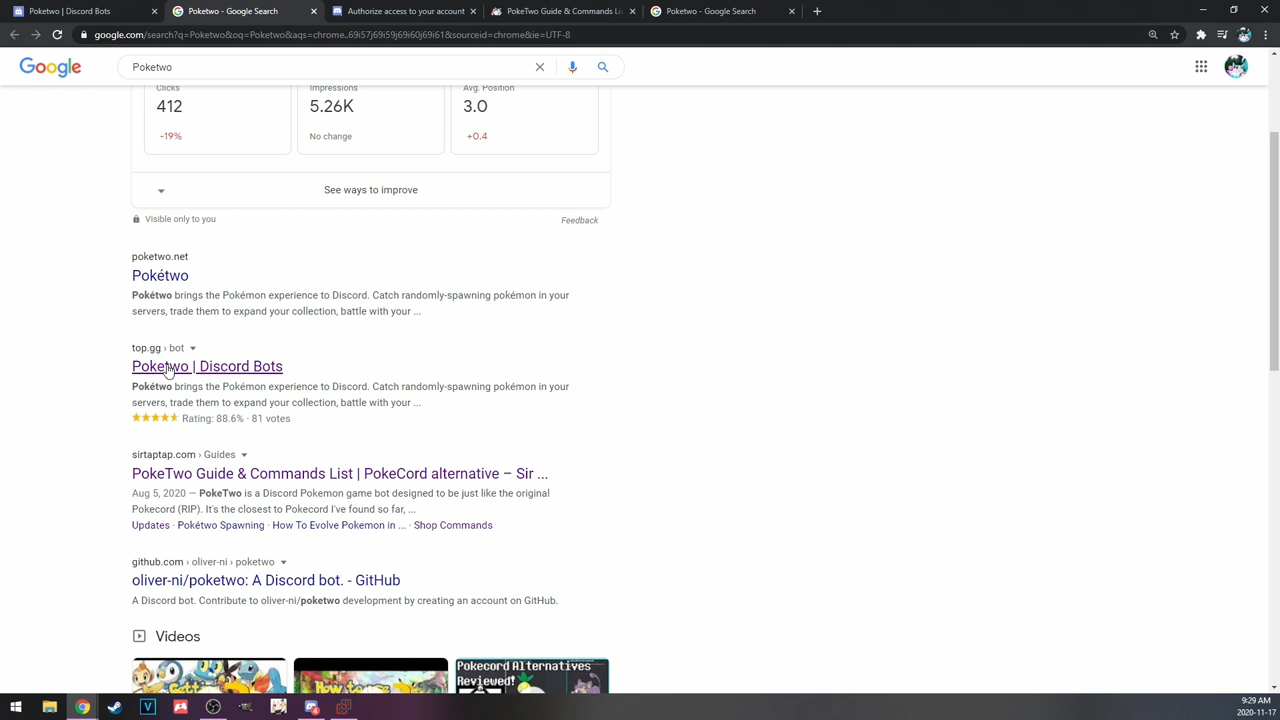 Poketwo | Discord Bots
Poketwo - Google Search
Authorize access to your account
PokeTwo Guide & Commands Lis
Poketwo - Google Search
google.com/search?q=Poketwo&oq=Poketwo&aqs=chrome..69i57j69i59j69i60j69i61&sourceid=chrome&ie=UTF-8
Google
Poketwo
Clicks
Impressions
Avg. Position
412
5.26K
3.0
-19%
No change
+0.4
See ways to improve
Visible only to you
Feedback
poketwo.net
Pokétwo
Pokétwo brings the Pokémon experience to Discord. Catch randomly-spawning pokémon in your
servers, trade them to expand your collection, battle with your ...
top.gg › bot
Poketwo | Discord Bots
Pokétwo brings the Pokémon experience to Discord. Catch randomly-spawning pokémon in your
servers, trade them to expand your collection, battle with your ...
Rating: 88.6% · 81 votes
sirtaptap.com › Guides
PokeTwo Guide & Commands List | PokeCord alternative – Sir ...
Aug 5, 2020 — PokeTwo is a Discord Pokemon game bot designed to be just like the original
Pokecord (RIP). It's the closest to Pokecord I've found so far, ...
Updates · Pokétwo Spawning · How To Evolve Pokemon in ... · Shop Commands
github.com › oliver-ni › poketwo
oliver-ni/poketwo: A Discord bot. - GitHub
A Discord bot. Contribute to oliver-ni/poketwo development by creating an account on GitHub.
Videos
Pokecord Alternatives
Reviewed!
9:29 AM
2020-11-17